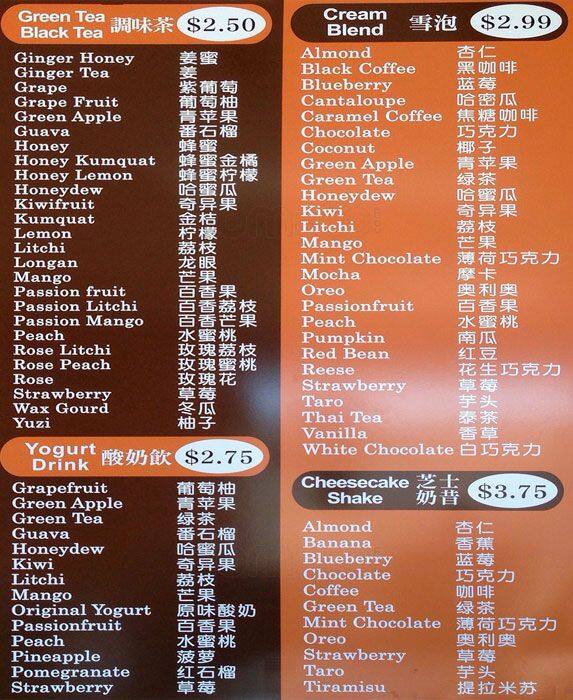 Green Tea
Black Tea 調味茶 $2.50
Ginger Honey 姜蜜
Ginger Tea 姜
Grape 紫葡萄
Grape Fruit 葡萄柚
Green Apple 青苹果
Guava 番石榴
Honey 蜂蜜
Honey Kumquat 蜂蜜金橘
Honey Lemon 蜂蜜柠檬
Honeydew 哈蜜瓜
Kiwifruit 奇异果
Kumquat 金桔
Lemon 柠檬
Litchi 荔枝
Longan 龙眼
Mango 芒果
Passion fruit 百香果
Passion Litchi 百香荔枝
Passion Mango 百香芒果
Peach 水蜜桃
Rose Litchi 玫瑰荔枝
Rose Peach 玫瑰蜜桃
Rose 玫瑰花
Strawberry 草莓
Wax Gourd 冬瓜
Yuzi 柚子
Yogurt
Drink 酸奶飲 $2.75
Grapefruit 葡萄柚
Green Apple 青苹果
Green Tea 绿茶
Guava 番石榴
Honeydew 哈蜜瓜
Kiwi 奇异果
Litchi 荔枝
Mango 芒果
Original Yogurt 原味酸奶
Passionfruit 百香果
Peach 水蜜桃
Pineapple 菠萝
Pomegranate 红石榴
Strawberry 草莓
Cream
Blend 雪泡 $2.99
Almond 杏仁
Black Coffee 黑咖啡
Blueberry 蓝莓
Cantaloupe 哈密瓜
Caramel Coffee 焦糖咖啡
Chocolate 巧克力
Coconut 椰子
Green Apple 青苹果
Green Tea 绿茶
Honeydew 哈蜜瓜
Kiwi 奇异果
Litchi 荔枝
Mango 芒果
Mint Chocolate 薄荷巧克力
Mocha 摩卡
Oreo 奥利奥
Passionfruit 百香果
Peach 水蜜桃
Pumpkin 南瓜
Red Bean 红豆
Reese 花生巧克力
Strawberry 草莓
Taro 芋头
Thai Tea 泰茶
Vanilla 香草
White Chocolate 白巧克力
Cheesecake
Shake 芝士
奶昔 $3.75
Almond 杏仁
Banana 香蕉
Blueberry 蓝莓
Chocolate 巧克力
Coffee 咖啡
Green Tea 绿茶
Mint Chocolate 薄荷巧克力
Oreo 奥利奥
Strawberry 草莓
Taro 芋头
Tiramisu 提拉米苏